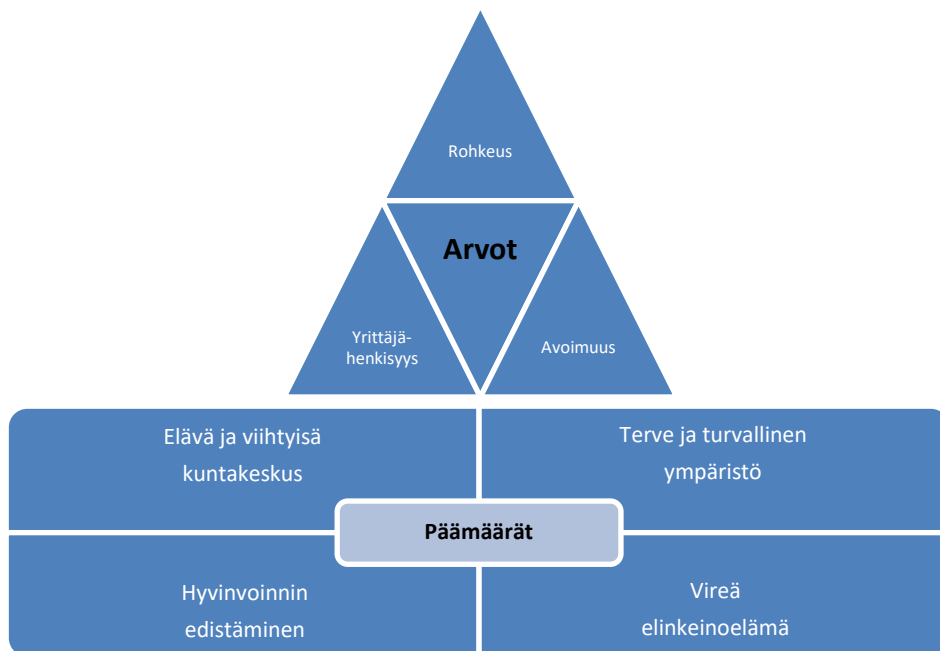 Rohkeus
Arvot
Yrittäjä-
henkisyys
Avoimuus
Elävä ja viihtyisä
kuntakeskus
Terve ja turvallinen
ympäristö
Päämäärät
Hyvinvoinnin
edistäminen
Vireä
elinkeinoelämä